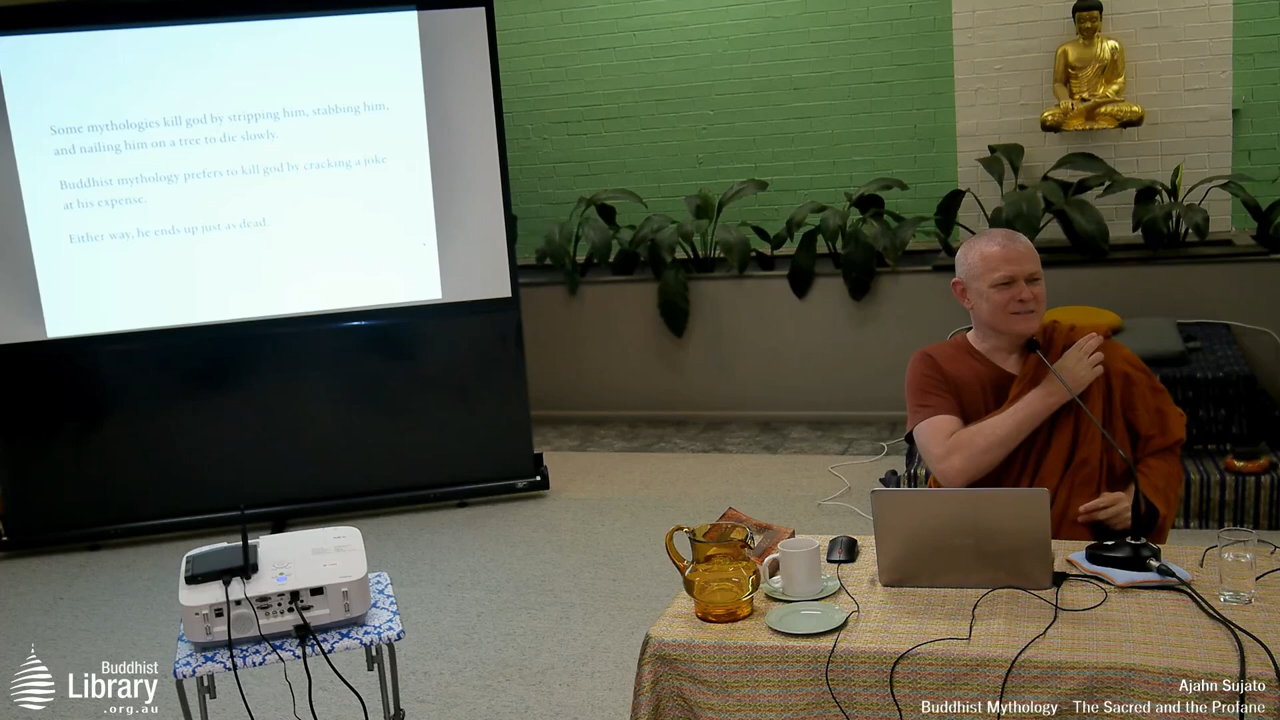 Some mythologies kill god by stripping him, stabbing him,
and nailing him on a tree to die slowly.
Buddhist mythology prefers to kill god by cracking a joke
at his expense.
Either way, he ends up just as dead.
Buddhist
Library
.org.au
Ajahn Sujato
Buddhist Mythology - The Sacred and the Profane